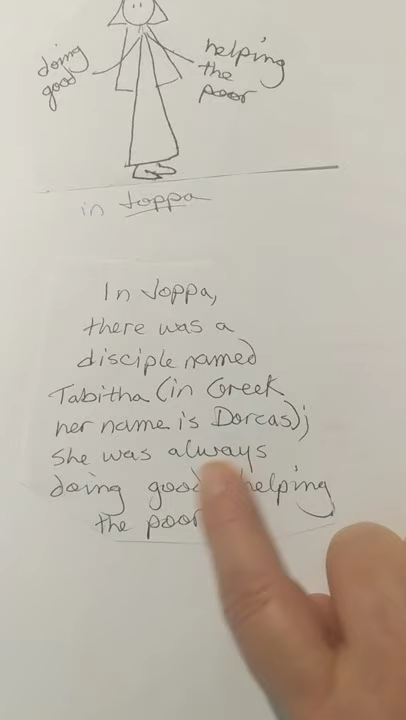 doing
good
helping
the
poor
in Joppa
In Joppa,
there was a
disciple named
Tabitha (in Greek
her name is Dorcas);
she was always
doing good helping
the poor